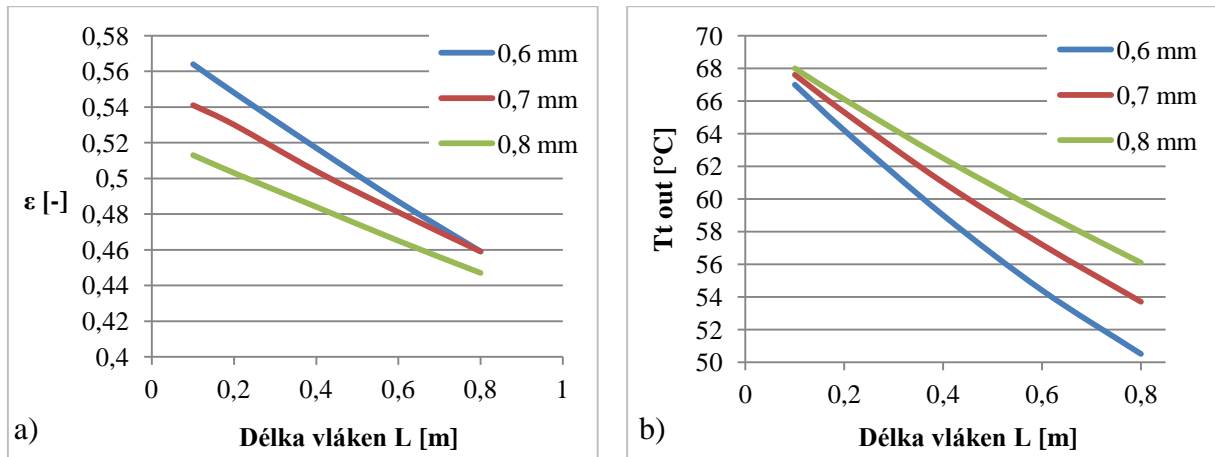 0,58
0,56
0,54
0,52
0,5
0,48
0,46
0,44
0,42
0,4
ε [-]
0
0,2
0,4
0,6
0,8
1
Délka vláken L [m]
0,6 mm
0,7 mm
0,8 mm
a)
70
68
66
64
62
60
58
56
54
52
50
Tt out [°C]
0
0,2
0,4
0,6
0,8
Délka vláken L [m]
0,6 mm
0,7 mm
0,8 mm
b)